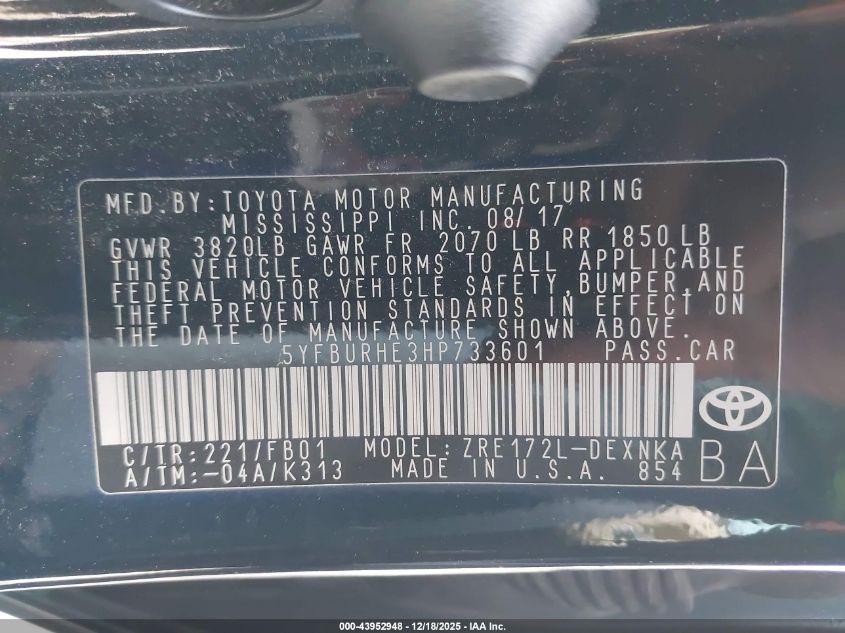 MFD.BY:TOYOTA MOTOR MANUFACTURING
MISSISSIPPI INC. 08/17
GVWR 3820LB GAWR FR 2070 LB RR 1850 LB
THIS VEHICLE CONFORMS TO ALL APPLICABLE
FEDERAL MOTOR VEHICLE SAFETY,BUMPER,AND
THEFT PREVENTION STANDARDS IN EFFECT ON
THE DATE OF MANUFACTURE SHOWN ABOVE.
5YFBURHE3HP733601 PASS.CAR
C/TR:221/FB01 MODEL:ZRE172L-DEXNKA
A/TM:-04A/K313 MADE IN U.S.A. 854 BA
000-43952948 - 12/18/2025 - IAA Inc.